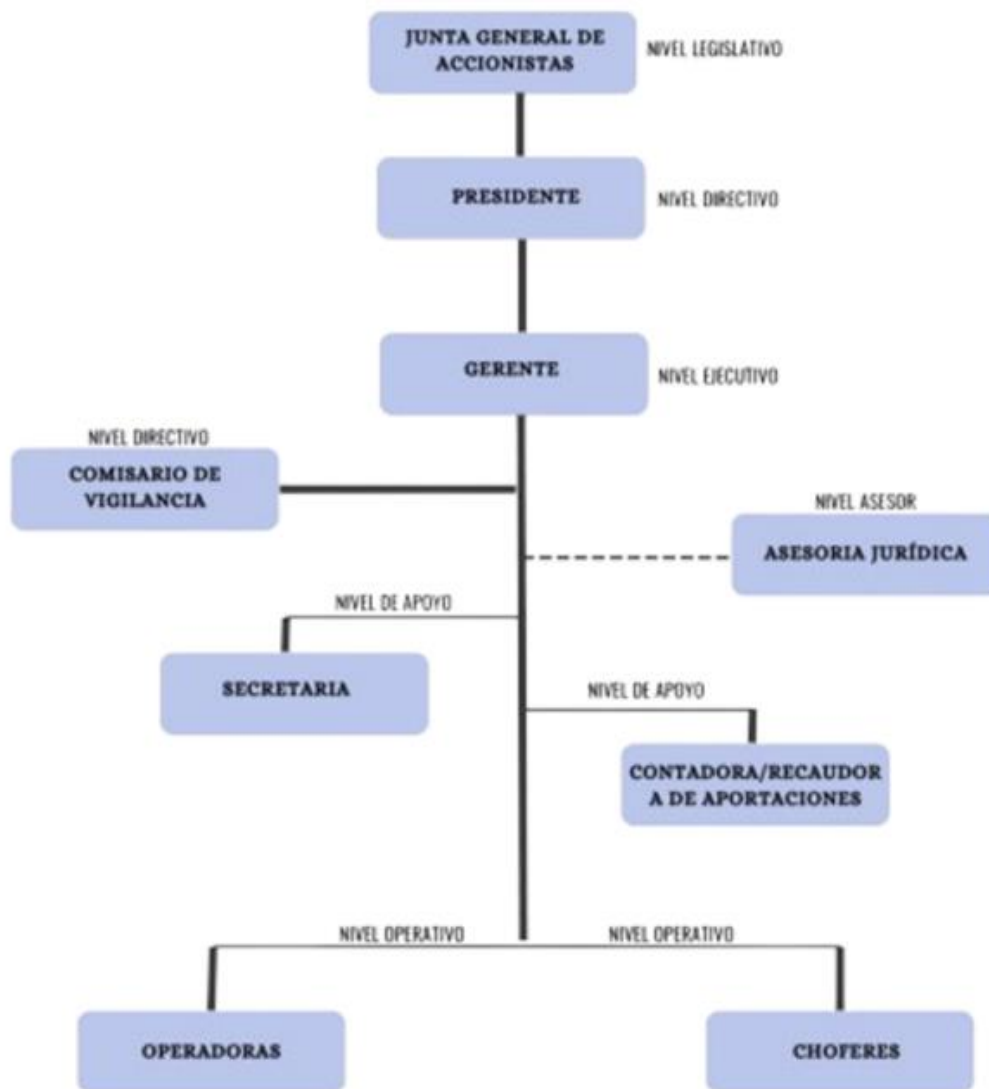 JUNTA GENERAL DE
ACCIONISTAS
NIVEL LEGISLATIVO
PRESIDENTE
NIVEL DIRECTIVO
GERENTE
NIVEL EJECUTIVO
NIVEL DIRECTIVO
COMISARIO DE
VIGILANCIA
NIVEL ASESOR
ASESORIA JURÍDICA
NIVEL DE APOYO
SECRETARIA
NIVEL DE APOYO
CONTADORA/RECAUDOR
A DE APORTACIONES
NIVEL OPERATIVO
NIVEL OPERATIVO
OPERADORAS
CHOFERES